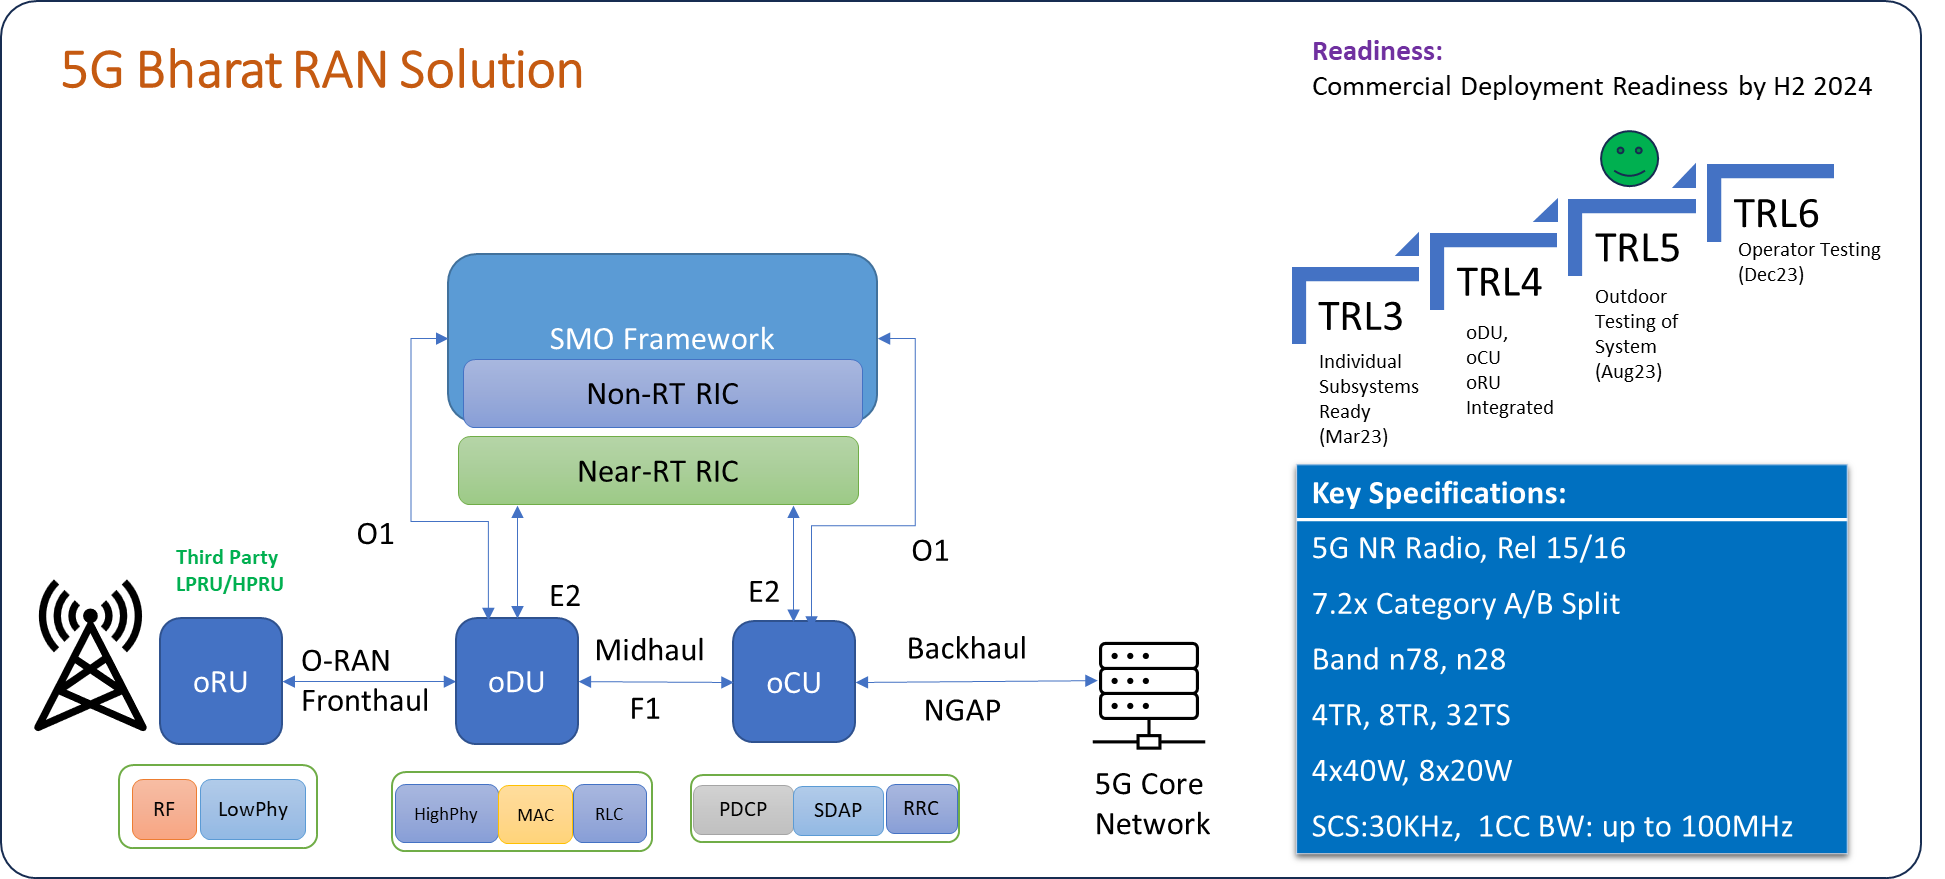 5G Bharat RAN Solution
Readiness:
Commercial Deployment Readiness by H2 2024
TRL3
Individual
Subsystems
Ready
(Mar23)
TRL4
oDU,
oCU
oRU
Integrated
TRL5
Outdoor
Testing of
System
(Aug23)
TRL6
Operator Testing
(Dec23)
SMO Framework
Non-RT RIC
Near-RT RIC
O1
O1
E2
E2
Third Party
LPRU/HPRU
oRU
O-RAN
Fronthaul
oDU
Midhaul
F1
oCU
Backhaul
NGAP
5G Core
Network
RF
LowPhy
HighPhy
MAC
RLC
PDCP
SDAP
RRC
Key Specifications:
5G NR Radio, Rel 15/16
7.2x Category A/B Split
Band n78, n28
4TR, 8TR, 32TS
4x40W, 8x20W
SCS:30KHz, 1CC BW: up to 100MHz